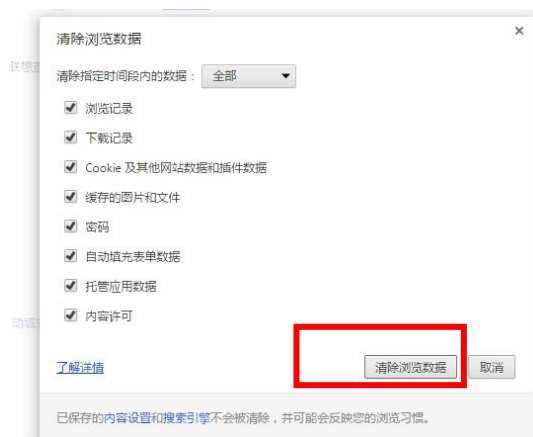 清除浏览数据
清除指定时间段内的数据： 全部
浏览记录
下载记录
Cookie 及其他网站数据和插件数据
缓存的图片和文件
密码
自动填充表单数据
托管应用数据
内容许可
了解详情 清除浏览数据 取消
已保存的内容设置和搜索引擎不会被清除，并可能会反映您的浏览习惯。